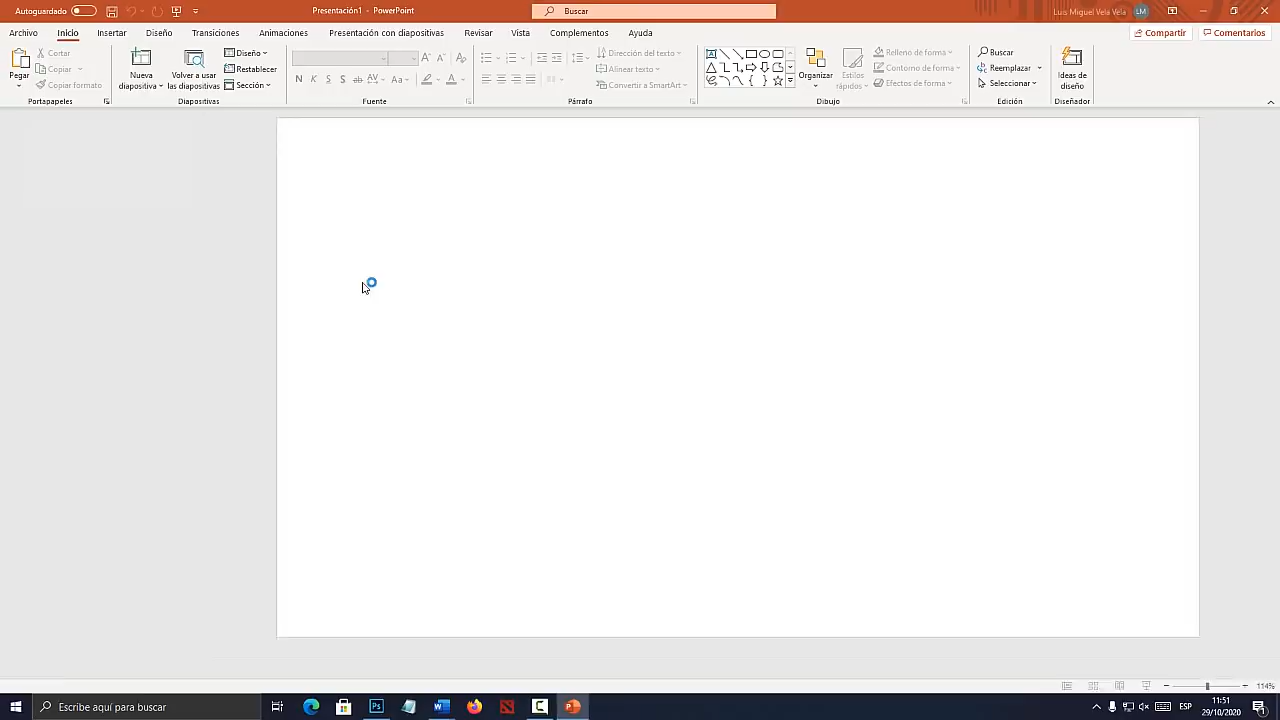 Autoguardado
Presentación1 - PowerPoint
Buscar
Luis Miguel Vela Vela
LM
Archivo Inicio Insertar Diseño Transiciones Animaciones Presentación con diapositivas Revisar Vista Complementos Ayuda
Compartir
Comentarios
Pegar
Cortar
Copiar
Copiar formato
Portapapeles
Nueva
diapositiva
Volver a usar
las diapositivas
Diseño
Restablecer
Sección
Diapositivas
N K S S ab AV Aa A
Fuente
Dirección del texto
Alinear texto
Convertir a SmartArt
Párrafo
Organizar
Estilos
rápidos
Relleno de forma
Contorno de forma
Efectos de forma
Dibujo
Buscar
Reemplazar
Seleccionar
Edición
Ideas de
diseño
Diseñador
114%
Escribe aquí para buscar
ESP
11:51
29/10/2020